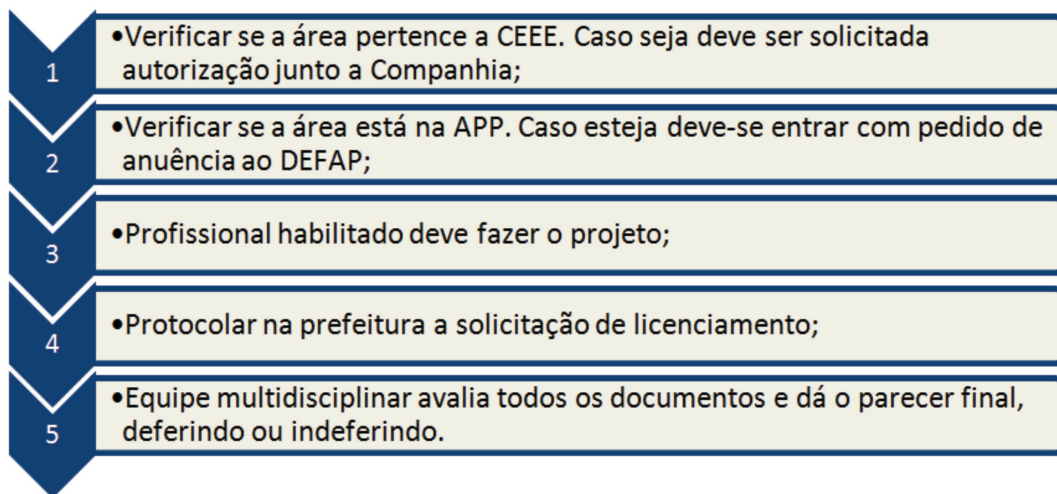 1
•Verificar se a área pertence a CEEE. Caso seja deve ser solicitada
autorização junto a Companhia;
2
•Verificar se a área está na APP. Caso esteja deve-se entrar com pedido de
anuência ao DEFAP;
3
•Profissional habilitado deve fazer o projeto;
4
•Protocolar na prefeitura a solicitação de licenciamento;
5
•Equipe multidisciplinar avalia todos os documentos e dá o parecer final,
deferindo ou indeferindo.